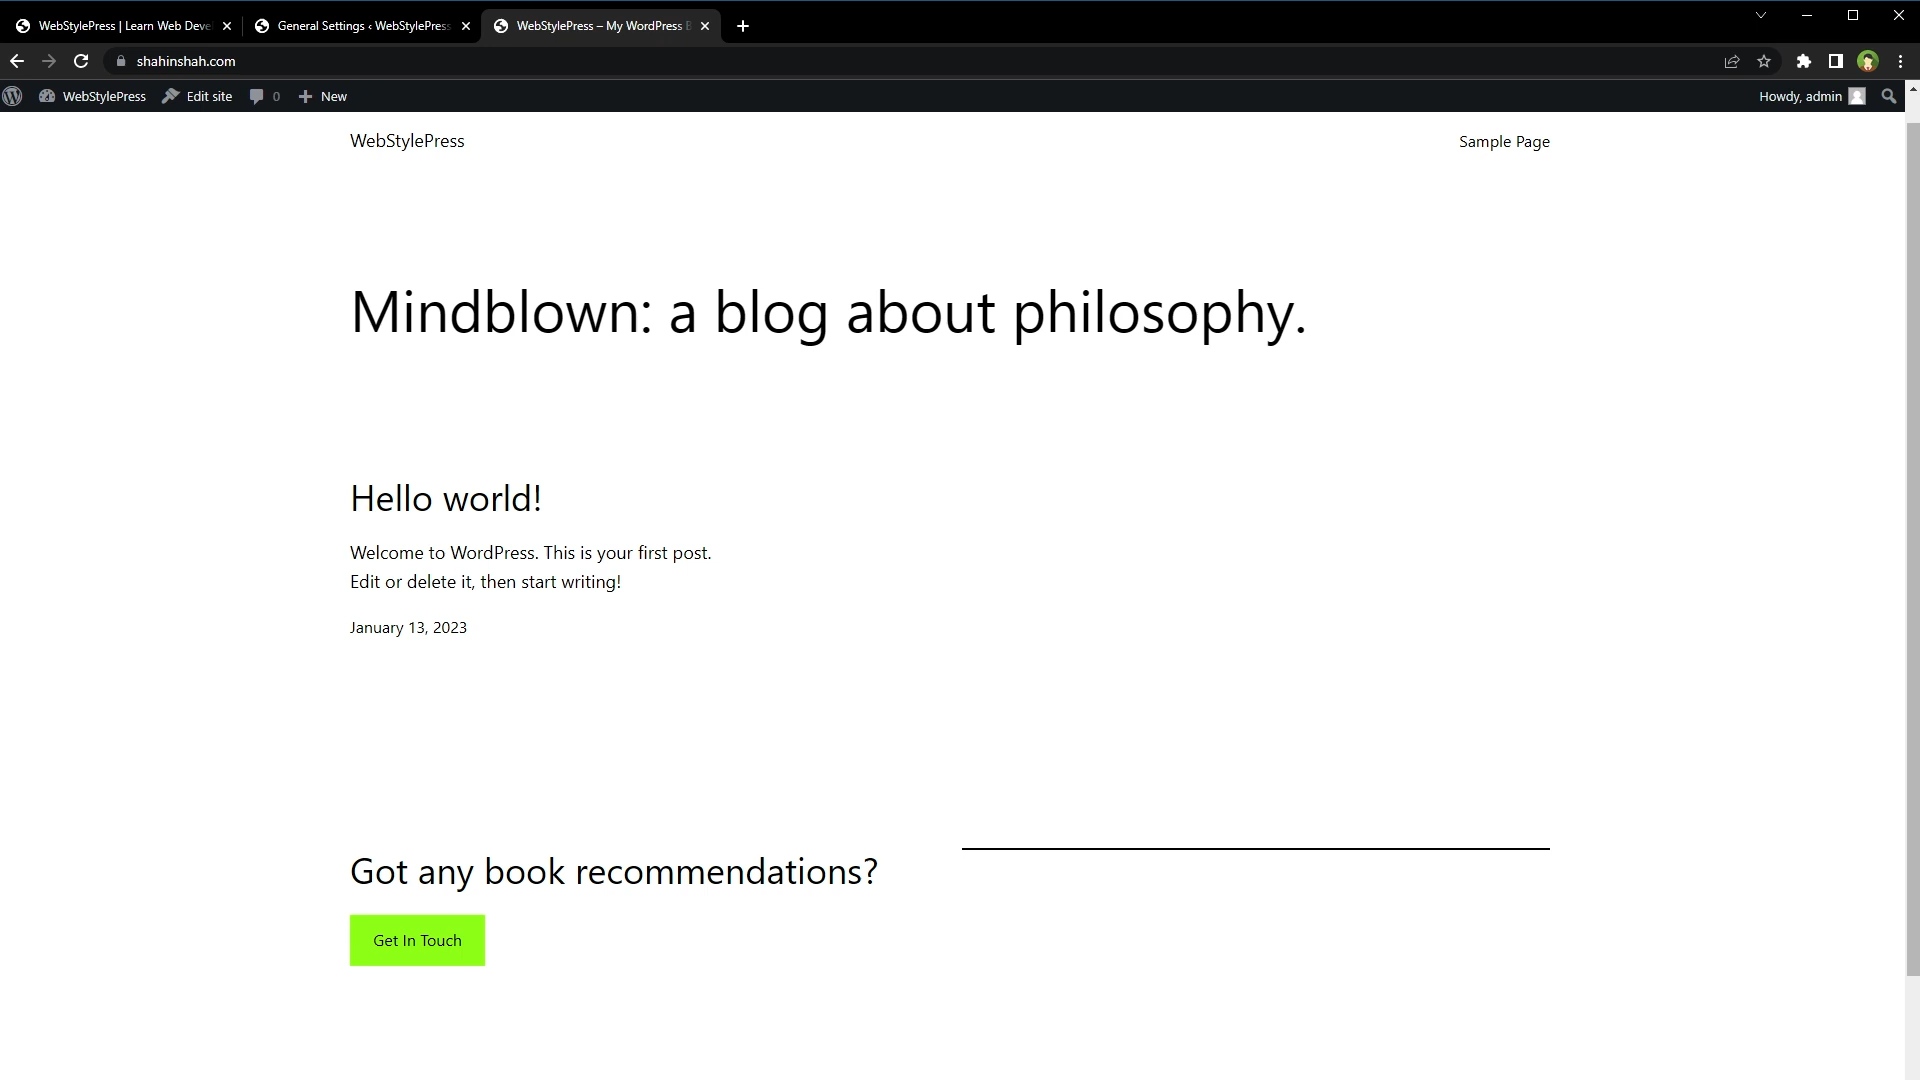 WebStylePress | Learn Web Deve
General Settings ‹ WebStylePress
WebStylePress – My WordPress B
shahinshah.com
WebStylePress
Edit site
0
New
Howdy, admin
WebStylePress
Sample Page
Mindblown: a blog about philosophy.
Hello world!
Welcome to WordPress. This is your first post.
Edit or delete it, then start writing!
January 13, 2023
Got any book recommendations?
Get In Touch